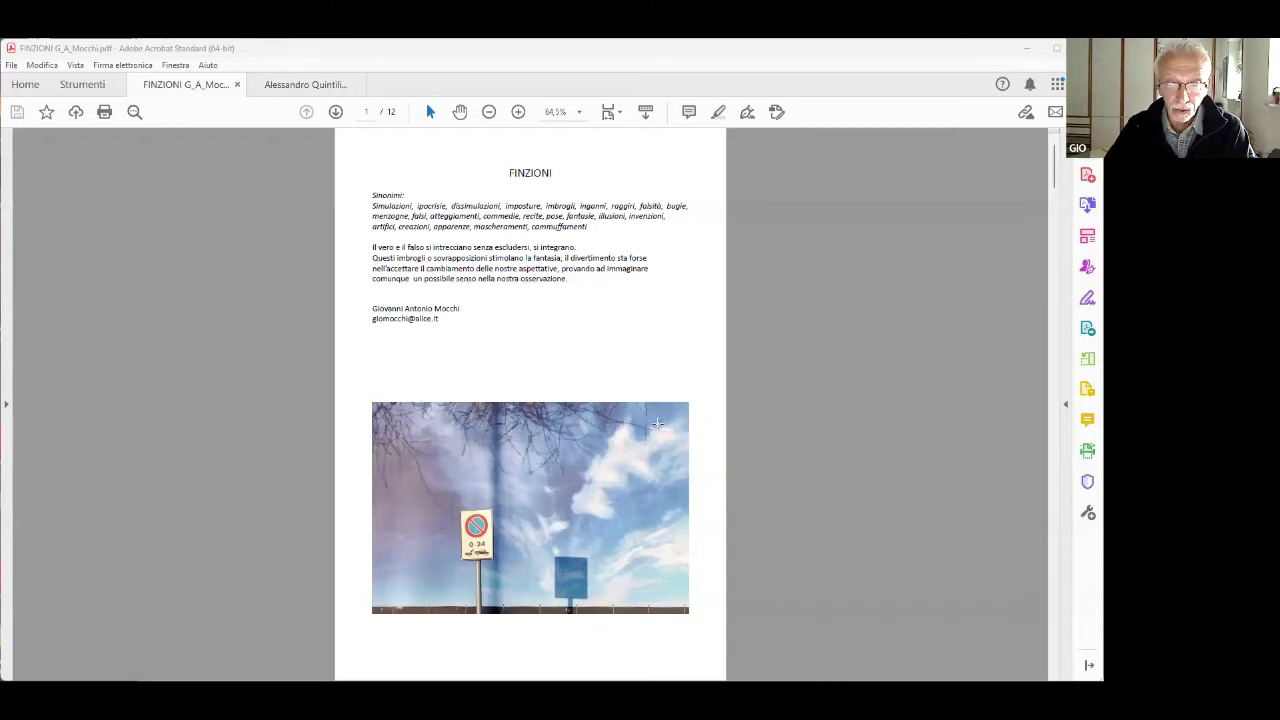 FINZIONI G_A_Mocchi.pdf - Adobe Acrobat Standard (64-bit)
File Modifica Vista Firma elettronica Finestra Aiuto
Home Strumenti FINZIONI G_A_Moc... × Alessandro Quintili...
1 / 12 64,5%
GIO
FINZIONI
Sinonimi:
Simulazioni, ipocrisie, dissimulazioni, imposture, imbrogli, inganni, raggiri, falsità, bugie,
menzogne, falsi, atteggiamenti, commedie, recite, pose, fantasie, illusioni, invenzioni,
artifici, creazioni, apparenze, mascheramenti, cammuffamenti
Il vero e il falso si intrecciano senza escludersi, si integrano.
Questi imbrogli o sovrapposizioni stimolano la fantasia; il divertimento sta forse
nell'accettare il cambiamento delle nostre aspettative, provando ad immaginare
comunque un possibile senso nella nostra osservazione.
Giovanni Antonio Mocchi
giomocchi@alice.it
0-24